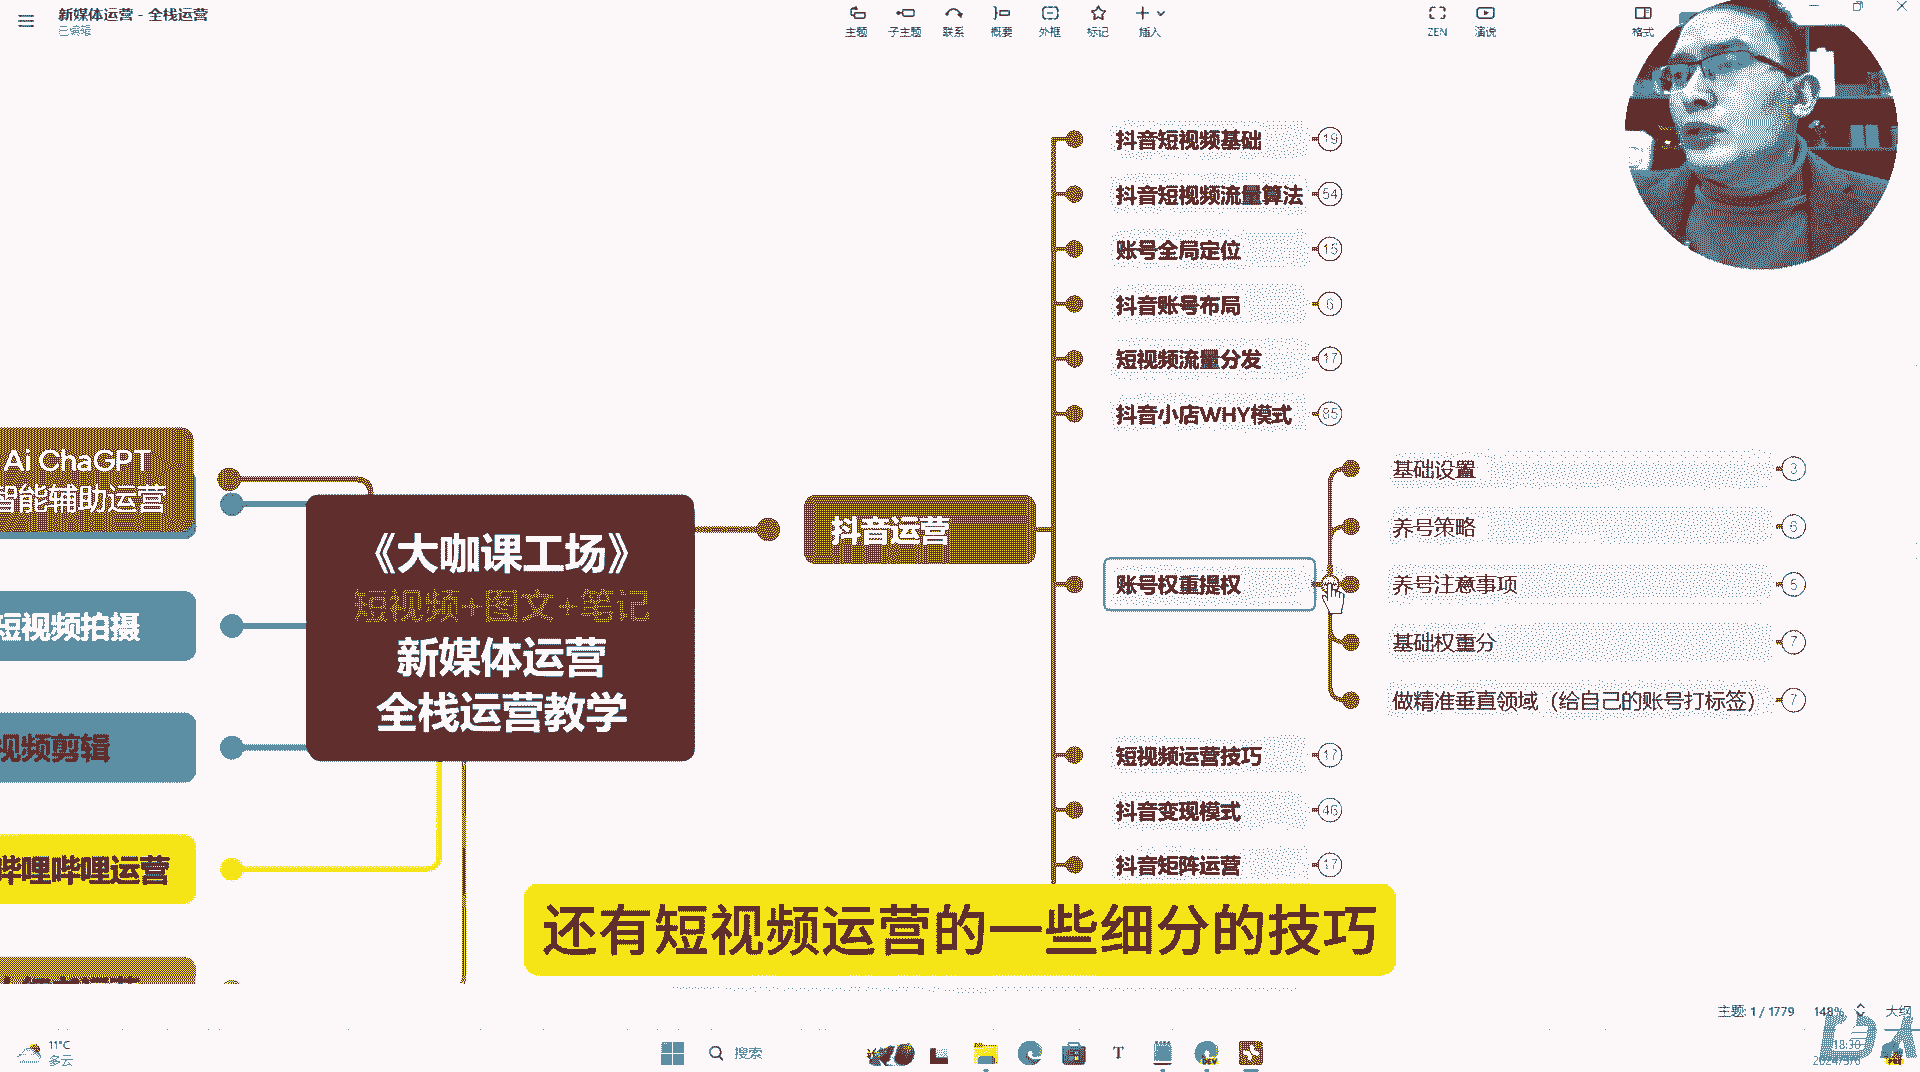 新媒体运营 - 全栈运营
已编辑
主题
子主题
联系
概要
外框
标记
插入
ZEN
演说
格式
抖音短视频基础
19
抖音短视频流量算法
54
账号全局定位
15
抖音账号布局
6
短视频流量分发
17
抖音小店WHY模式
85
账号权重提权
基础设置
3
养号策略
6
养号注意事项
5
基础权重分
7
做精准垂直领域（给自己的账号打标签）
7
短视频运营技巧
17
抖音变现模式
46
抖音矩阵运营
17
抖音运营
《大咖课工场》
短视频+图文+笔记
新媒体运营
全栈运营教学
Ai ChaGPT
智能辅助运营
短视频拍摄
视频剪辑
哔哩哔哩运营
还有短视频运营的一些细分的技巧
主题: 1 / 1779
148%
大纲
11°C
多云
搜索
18:30